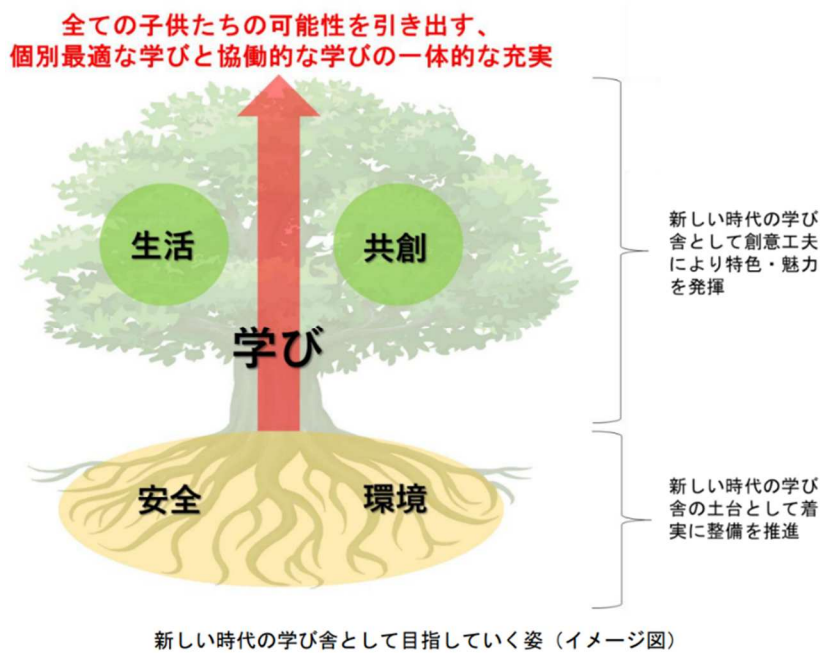 全ての子供たちの可能性を引き出す、
個別最適な学びと協働的な学びの一体的な充実
生活
共創
学び
新しい時代の学び
舎として創意工夫
により特色・魅力
を発揮
安全
環境
新しい時代の学び
舎の土台として着
実に整備を推進
新しい時代の学び舎として目指していく姿（イメージ図）